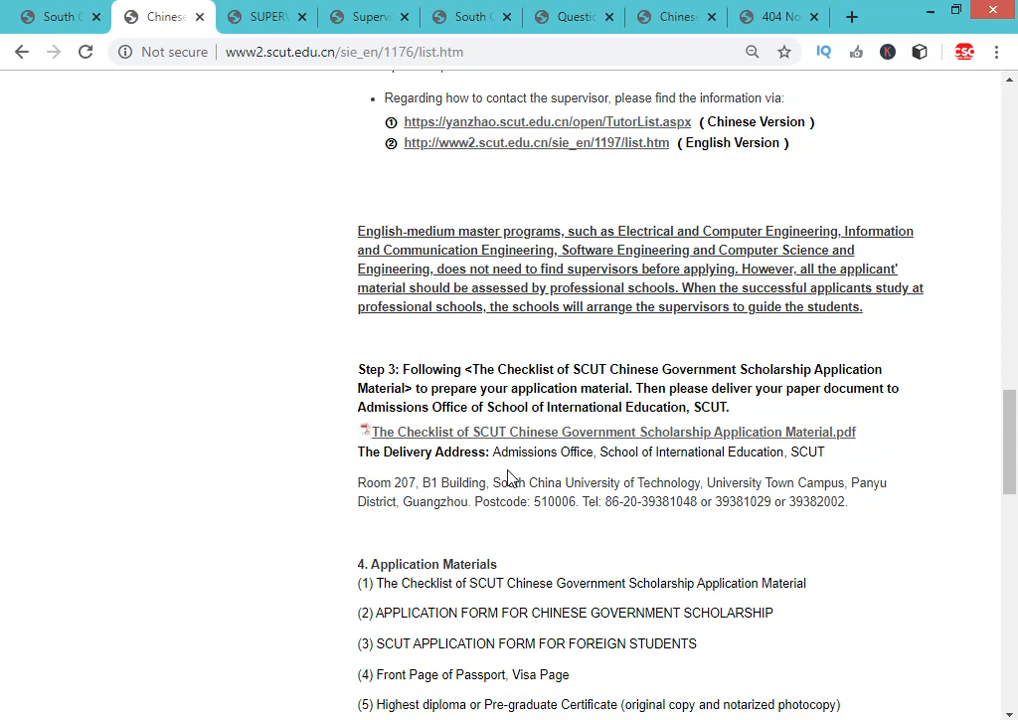 South C
Chinese
SUPER
Supervi
South C
Questic
Chinese
404 No
Not secure
www2.scut.edu.cn/sie_en/1176/list.htm
IQ
K
CSC
• Regarding how to contact the supervisor, please find the information via:
① https://yanzhao.scut.edu.cn/open/TutorList.aspx ( Chinese Version )
② http://www2.scut.edu.cn/sie_en/1197/list.htm ( English Version )
English-medium master programs, such as Electrical and Computer Engineering, Information
and Communication Engineering, Software Engineering and Computer Science and
Engineering, does not need to find supervisors before applying. However, all the applicant'
material should be assessed by professional schools. When the successful applicants study at
professional schools, the schools will arrange the supervisors to guide the students.
Step 3: Following <The Checklist of SCUT Chinese Government Scholarship Application
Material> to prepare your application material. Then please deliver your paper document to
Admissions Office of School of International Education, SCUT.
The Checklist of SCUT Chinese Government Scholarship Application Material.pdf
The Delivery Address: Admissions Office, School of International Education, SCUT
Room 207, B1 Building, South China University of Technology, University Town Campus, Panyu
District, Guangzhou. Postcode: 510006. Tel: 86-20-39381048 or 39381029 or 39382002.
4. Application Materials
(1) The Checklist of SCUT Chinese Government Scholarship Application Material
(2) APPLICATION FORM FOR CHINESE GOVERNMENT SCHOLARSHIP
(3) SCUT APPLICATION FORM FOR FOREIGN STUDENTS
(4) Front Page of Passport, Visa Page
(5) Highest diploma or Pre-graduate Certificate (original copy and notarized photocopy)